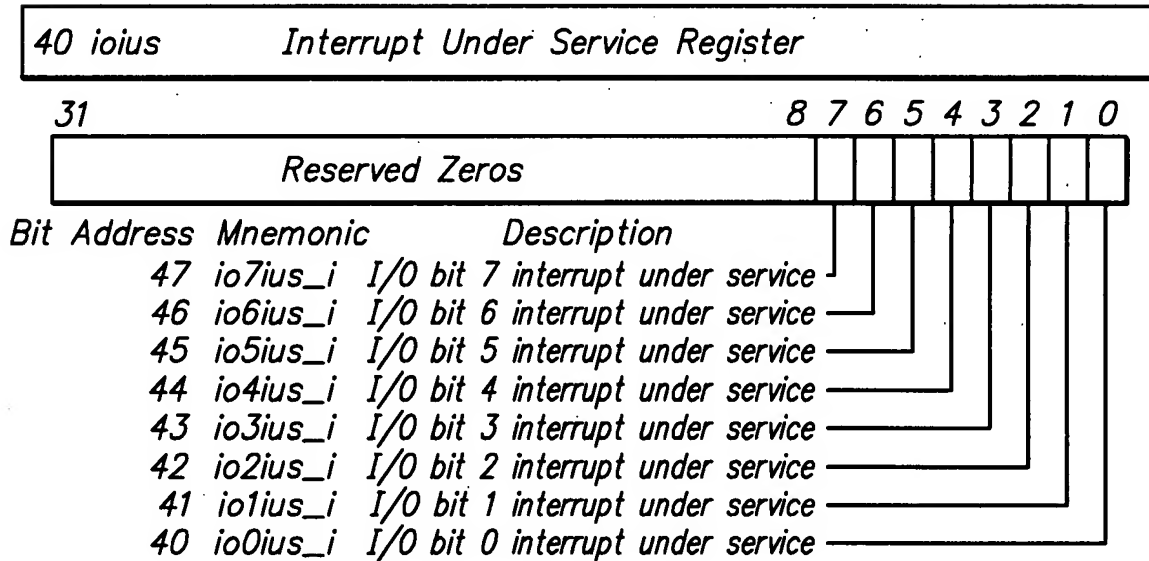 40 ioius Interrupt Under Service Register
31 8 7 6 5 4 3 2 1 0
Reserved Zeros
Bit Address Mnemonic Description
47 io7ius_i I/O bit 7 interrupt under service
46 io6ius_i I/O bit 6 interrupt under service
45 io5ius_i I/O bit 5 interrupt under service
44 io4ius_i I/O bit 4 interrupt under service
43 io3ius_i I/O bit 3 interrupt under service
42 io2ius_i I/O bit 2 interrupt under service
41 io1ius_i I/O bit 1 interrupt under service
40 io0ius_i I/O bit 0 interrupt under service